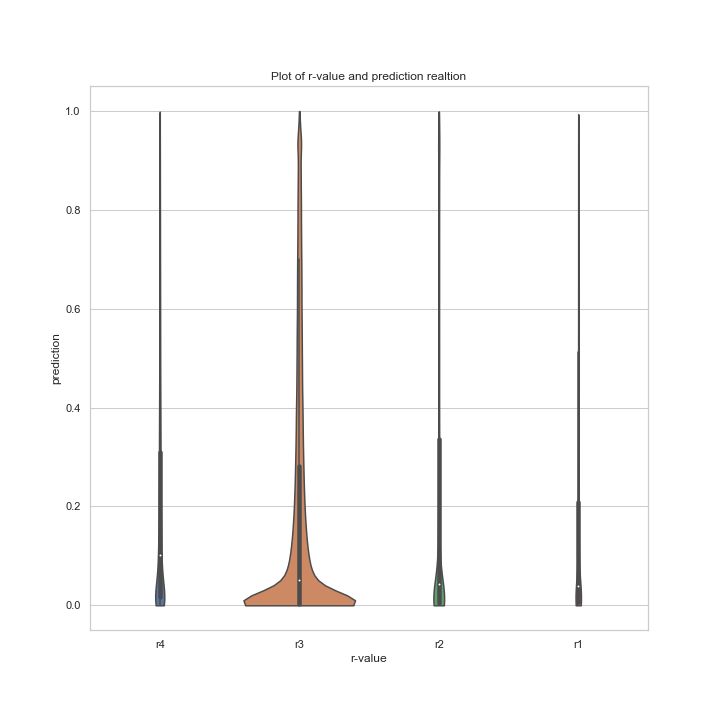 Plot of r-value and prediction realtion
1.0
0.8
0.6
0.4
0.2
0.0
prediction
r4 r3 r2 r1
r-value